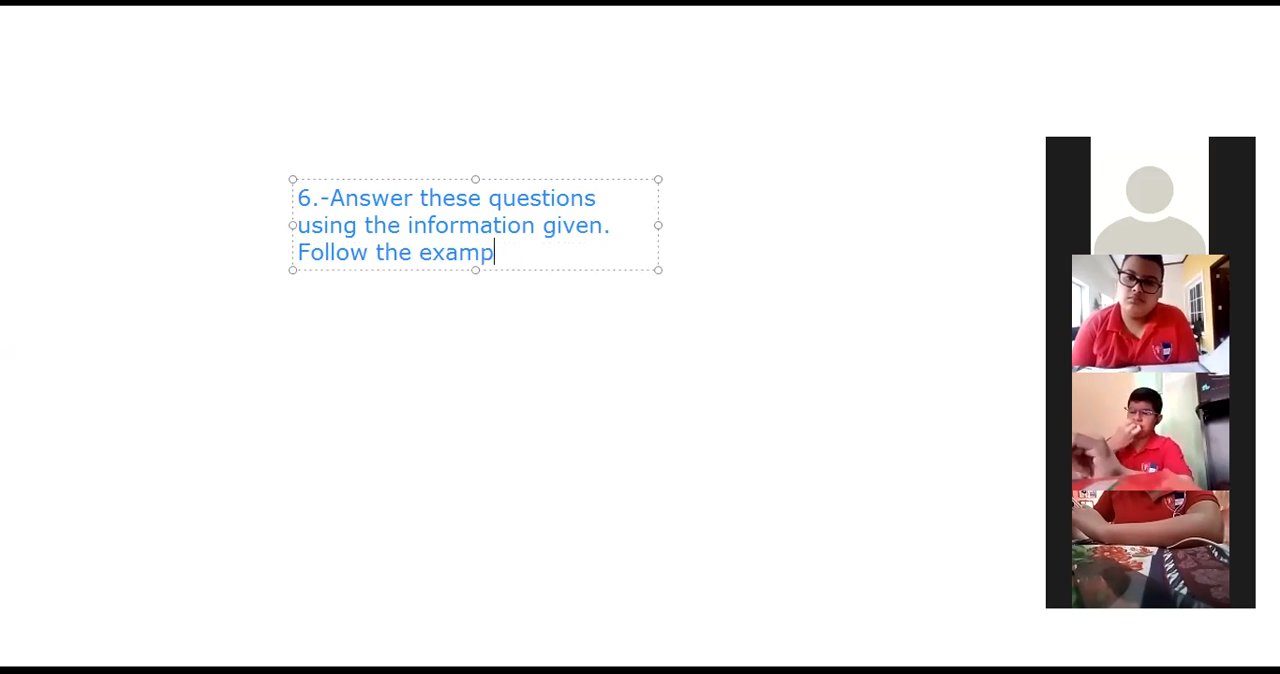 6.-Answer these questions
using the information given.
Follow the examp